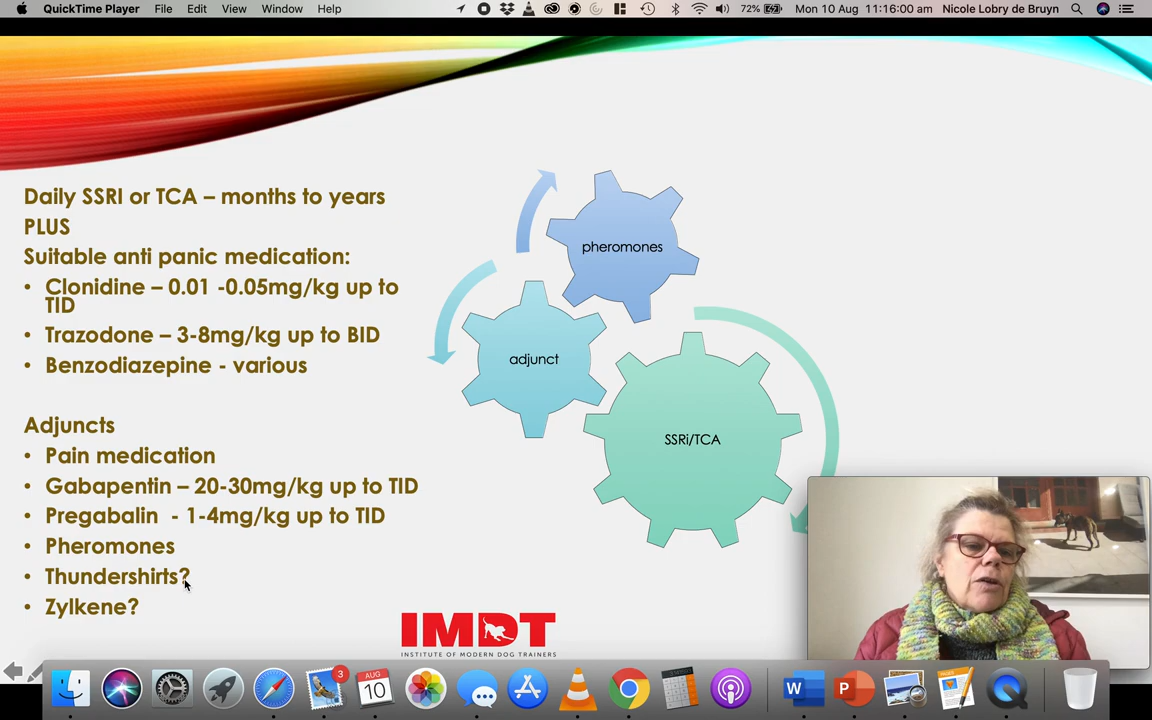 QuickTime Player File Edit View Window Help 72% Mon 10 Aug 11:16:00 am Nicole Lobry de Bruyn
Daily SSRI or TCA – months to years
PLUS
Suitable anti panic medication:
• Clonidine – 0.01 -0.05mg/kg up to
TID
• Trazodone – 3-8mg/kg up to BID
• Benzodiazepine - various
Adjuncts
• Pain medication
• Gabapentin – 20-30mg/kg up to TID
• Pregabalin - 1-4mg/kg up to TID
• Pheromones
• Thundershirts?
• Zylkene?
pheromones
adjunct
SSRi/TCA
IMDT
INSTITUTE OF MODERN DOG TRAINERS
3
AUG
10
W
P